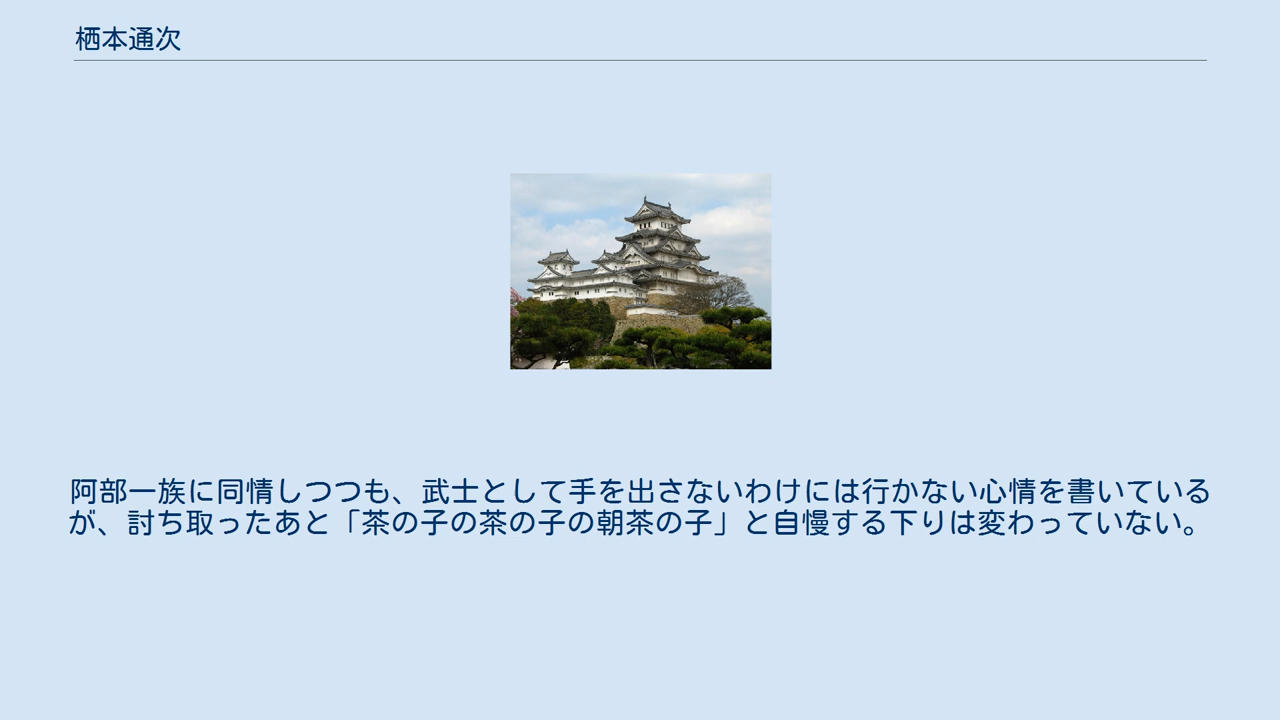 栖本通次
阿部一族に同情しつつも、武士として手を出さないわけには行かない心情を書いている
が、討ち取ったあと「茶の子の茶の子の朝茶の子」と自慢する下りは変わっていない。